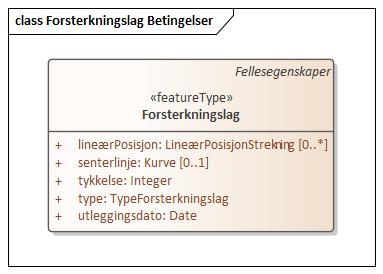 class Forsterkningslag Betingelser
Fellesegenskaper
«featureType»
Forsterkningslag
+ lineærPosisjon: LineærPosisjonStrekning [0..*]
+ senterlinje: Kurve [0..1]
+ tykkelse: Integer
+ type: TypeForsterkningslag
+ utleggingsdato: Date